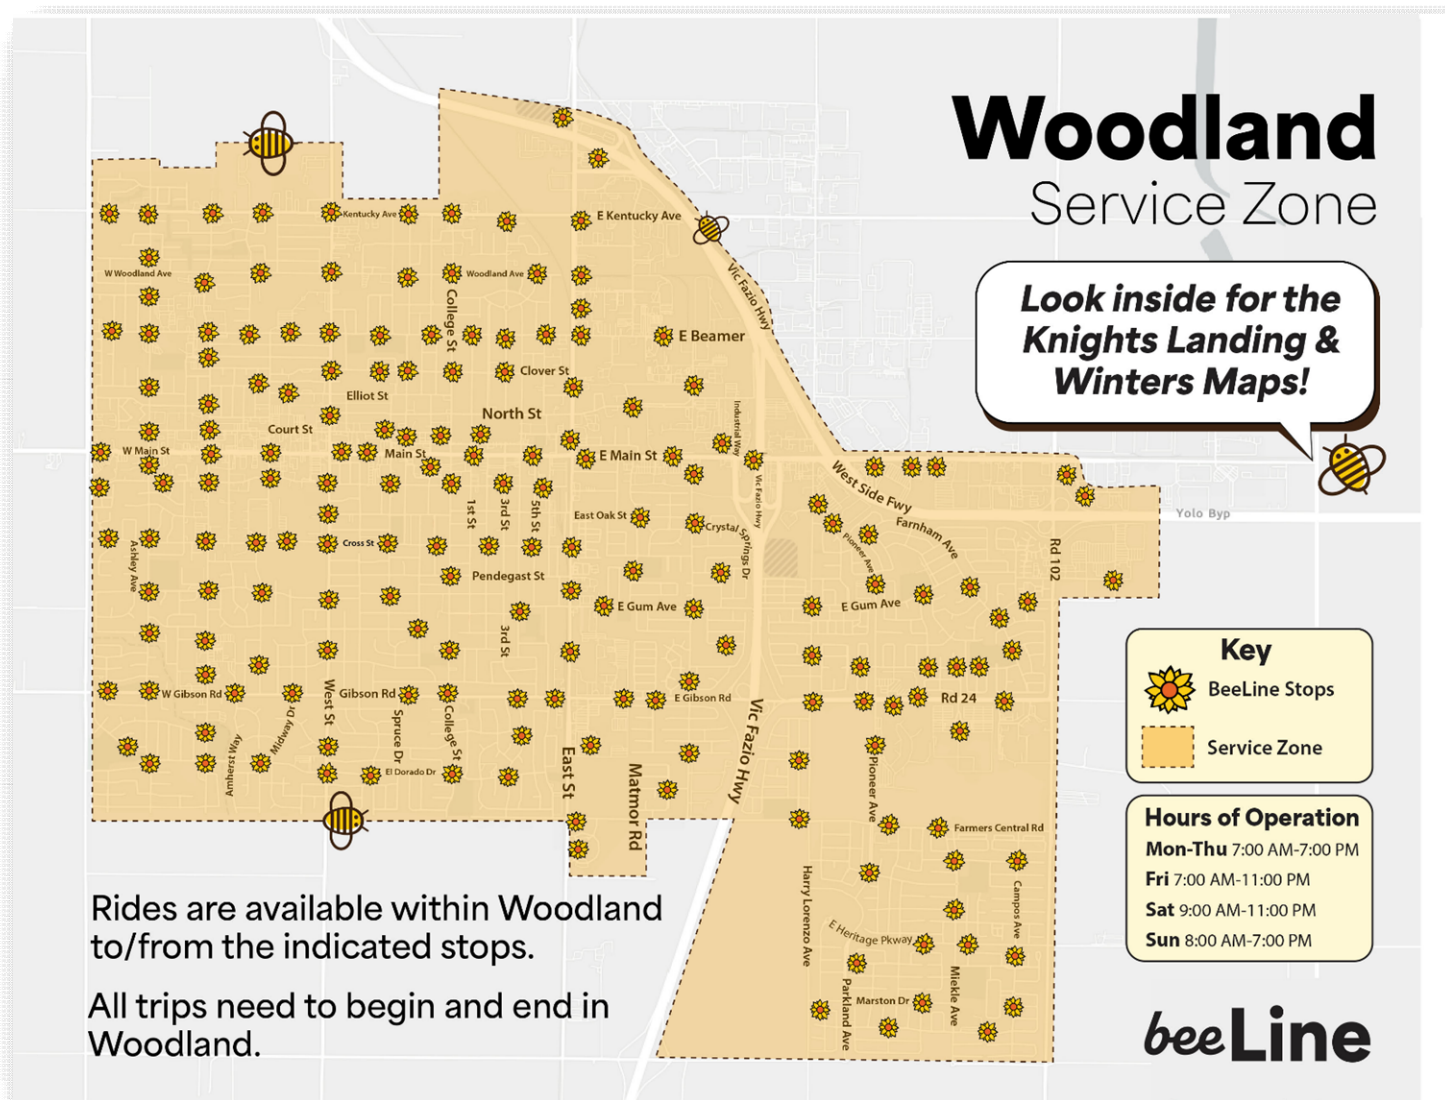 Woodland
Service Zone
Look inside for the
Knights Landing &
Winters Maps!
Kentucky Ave
E Kentucky Ave
W Woodland Ave
Woodland Ave
College St
Vic Fazio Hwy
E Beamer
Clover St
Elliot St
North St
Court St
Industrial Way
W Main St
Main St
E Main St
West Side Fwy
Vic Fazio Hwy
1st St
3rd St
5th St
East Oak St
Crystal Springs Dr
Farnham Ave
Pioneer Ave
Yolo Byp
Rd 102
Ashley Ave
Cross St
Pendegast St
E Gum Ave
E Gum Ave
3rd St
W Gibson Rd
Gibson Rd
E Gibson Rd
Rd 24
West St
Midway Dr
Spruce Dr
College St
Vic Fazio Hwy
Amherst Way
El Dorado Dr
East St
Matmor Rd
Pioneer Ave
Farmers Central Rd
Harry Lorenzo Ave
Campos Ave
E Heritage Pkway
Parkland Ave
Marston Dr
Miekle Ave
Key
BeeLine Stops
Service Zone
Hours of Operation
Mon-Thu 7:00 AM-7:00 PM
Fri 7:00 AM-11:00 PM
Sat 9:00 AM-11:00 PM
Sun 8:00 AM-7:00 PM
Rides are available within Woodland
to/from the indicated stops.
All trips need to begin and end in
Woodland.
beeLine